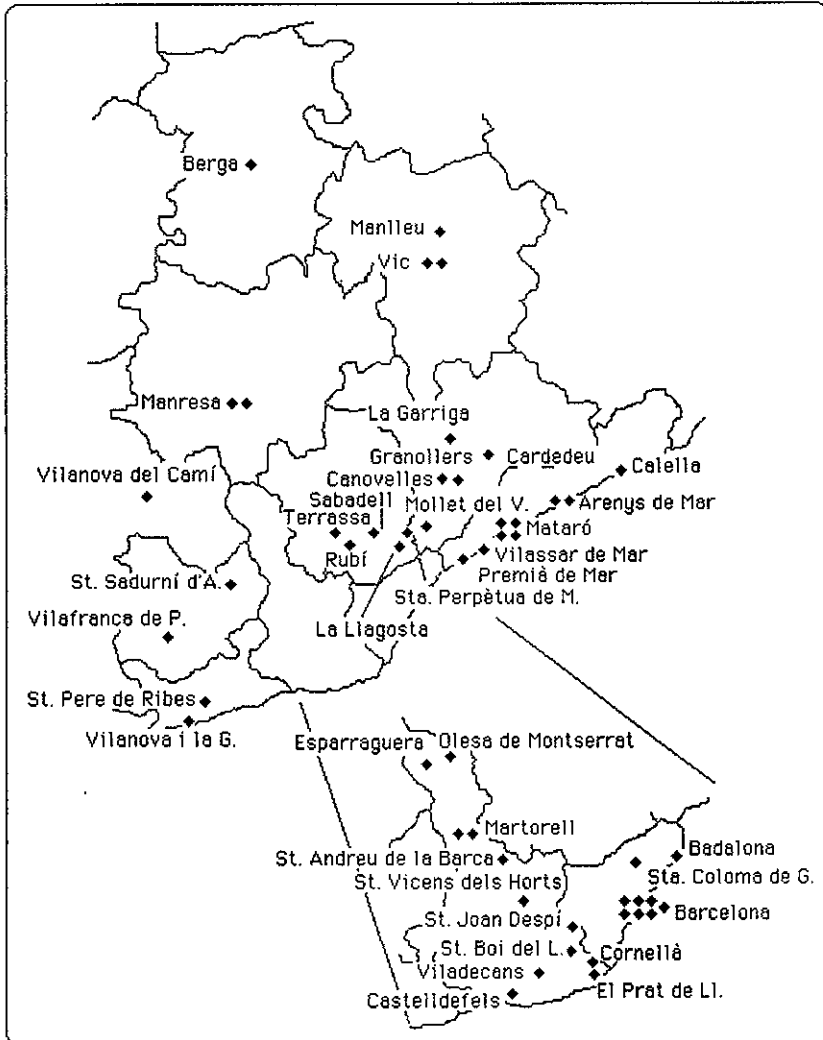 Berga
Manlleu
Vic
Manresa
La Garriga
Granollers
Cardedeu
Calella
Vilanova del Camí
Canovelles
Sabadell
Mollet del V.
Arenys de Mar
Terrassa
Mataró
Rubí
Vilassar de Mar
Premià de Mar
St. Sadurní d'A.
Sta. Perpètua de M.
Vilafranca de P.
La Llagosta
St. Pere de Ribes
Vilanova i la G.
Esparraguera
Olesa de Montserrat
Martorell
St. Andreu de la Barca
Badalona
St. Vicens dels Horts
Sta. Coloma de G.
St. Joan Despí
Barcelona
St. Boi del L.
Cornellà
Viladecans
El Prat de Ll.
Castelldefels